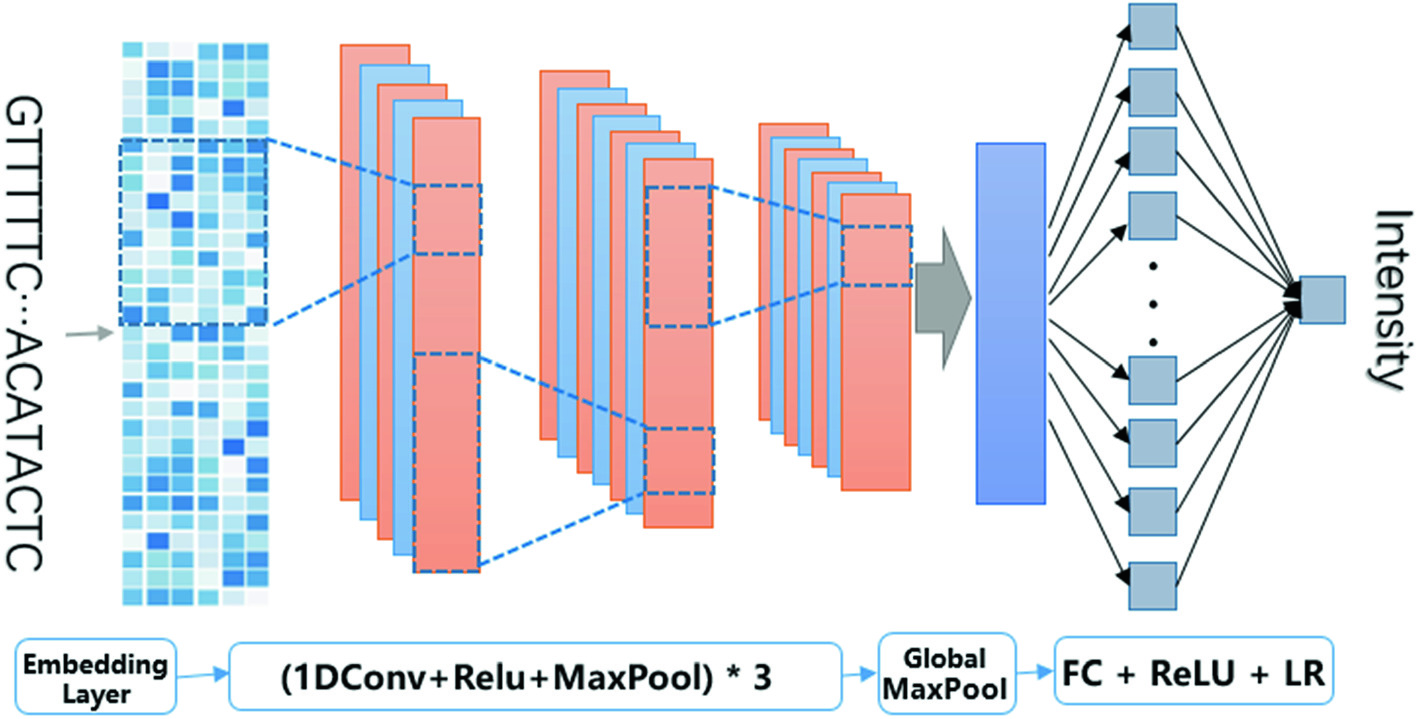 GTTTTTC...ACATACTC
Intensity
Embedding
Layer
(1DConv+Relu+MaxPool) * 3
Global
MaxPool
FC + ReLU + LR